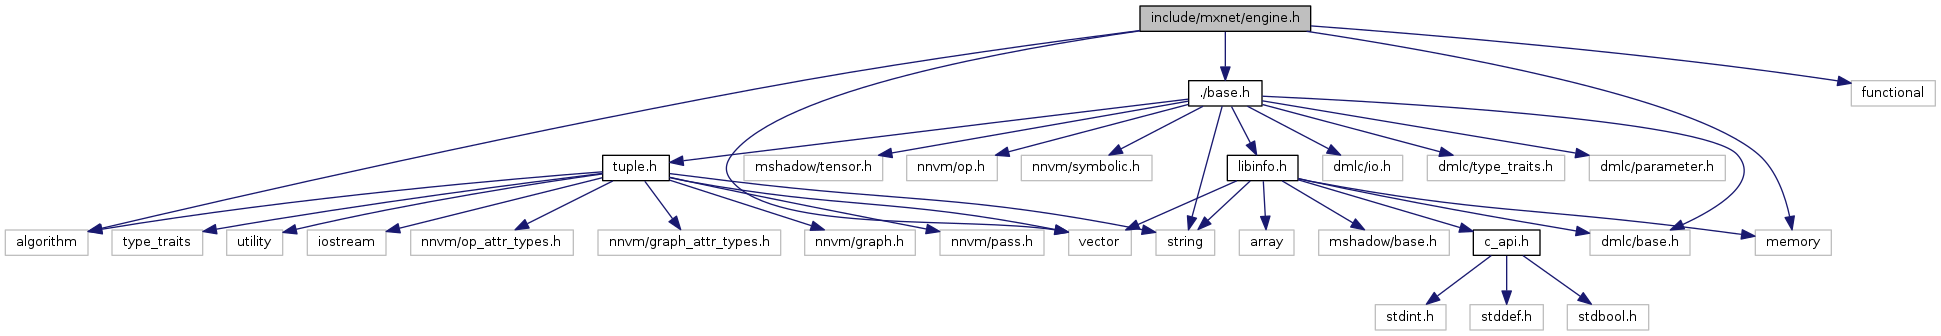 include/mxnet/engine.h
./base.h
functional
tuple.h
mshadow/tensor.h
nnvm/op.h
nnvm/symbolic.h
libinfo.h
dmlc/io.h
dmlc/type_traits.h
dmlc/parameter.h
algorithm
type_traits
utility
iostream
nnvm/op_attr_types.h
nnvm/graph_attr_types.h
nnvm/graph.h
nnvm/pass.h
vector
string
array
mshadow/base.h
c_api.h
dmlc/base.h
memory
stdint.h
stddef.h
stdbool.h